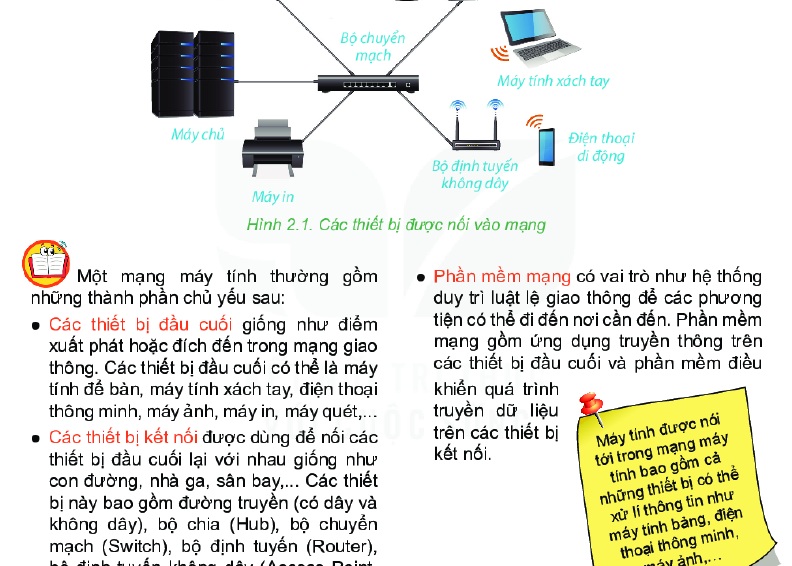 Bộ chuyển
mạch
Máy tính xách tay
Máy chủ
Điện thoại
di động
Bộ định tuyến
không dây
Máy in
Hình 2.1. Các thiết bị được nối vào mạng
Một mạng máy tính thường gồm
những thành phần chủ yếu sau:
● Các thiết bị đầu cuối giống như điểm
xuất phát hoặc đích đến trong mạng giao
thông. Các thiết bị đầu cuối có thể là máy
tính để bàn, máy tính xách tay, điện thoại
thông minh, máy ảnh, máy in, máy quét,...
● Các thiết bị kết nối được dùng để nối các
thiết bị đầu cuối lại với nhau giống như
con đường, nhà ga, sân bay,... Các thiết
bị này bao gồm đường truyền (có dây và
không dây), bộ chia (Hub), bộ chuyển
mạch (Switch), bộ định tuyến (Router),
bộ định tuyến không dây (Access Point,
● Phần mềm mạng có vai trò như hệ thống
duy trì luật lệ giao thông để các phương
tiện có thể đi đến nơi cần đến. Phần mềm
mạng gồm ứng dụng truyền thông trên
các thiết bị đầu cuối và phần mềm điều
khiển quá trình
truyền dữ liệu
trên các thiết bị
kết nối.
Máy tính được nói
tới trong mạng máy
tính bao gồm cả
những thiết bị có thể
xử lí thông tin như
máy tính bảng, điện
thoại thông minh,
máy ảnh,...